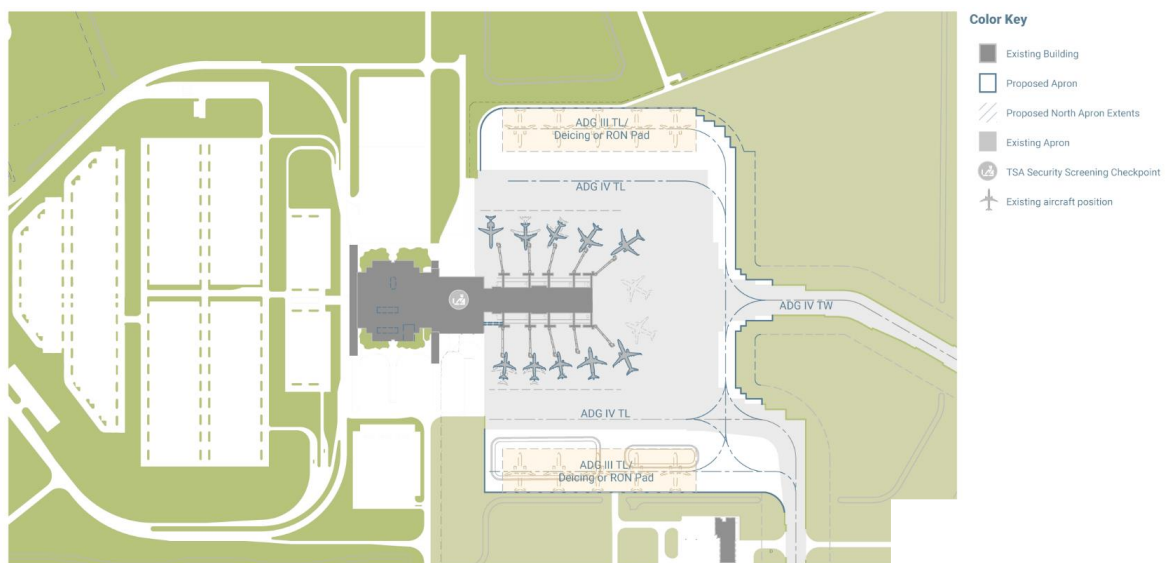 Color Key
Existing Building
Proposed Apron
Proposed North Apron Extents
Existing Apron
TSA Security Screening Checkpoint
Existing aircraft position
ADG III TL/
Deicing or RON Pad
ADG IV TL
ADG IV TW
ADG IV TL
ADG III TL/
Deicing or RON Pad